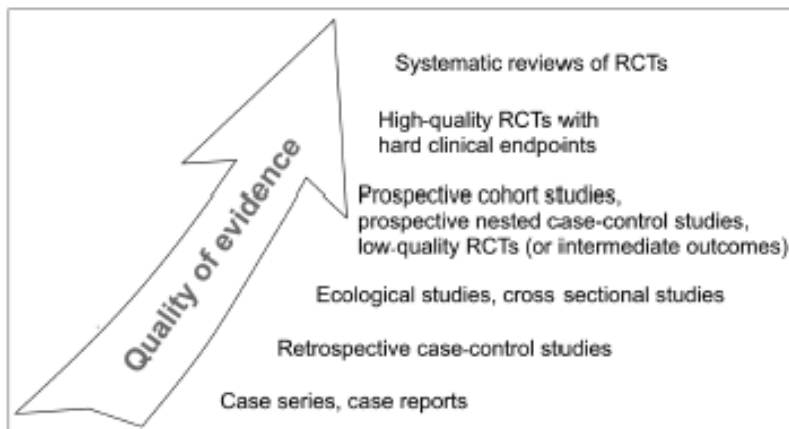 Systematic reviews of RCTs
High-quality RCTs with
hard clinical endpoints
Prospective cohort studies,
prospective nested case-control studies,
low-quality RCTs (or intermediate outcomes)
Ecological studies, cross sectional studies
Retrospective case-control studies
Case series, case reports
Quality of evidence